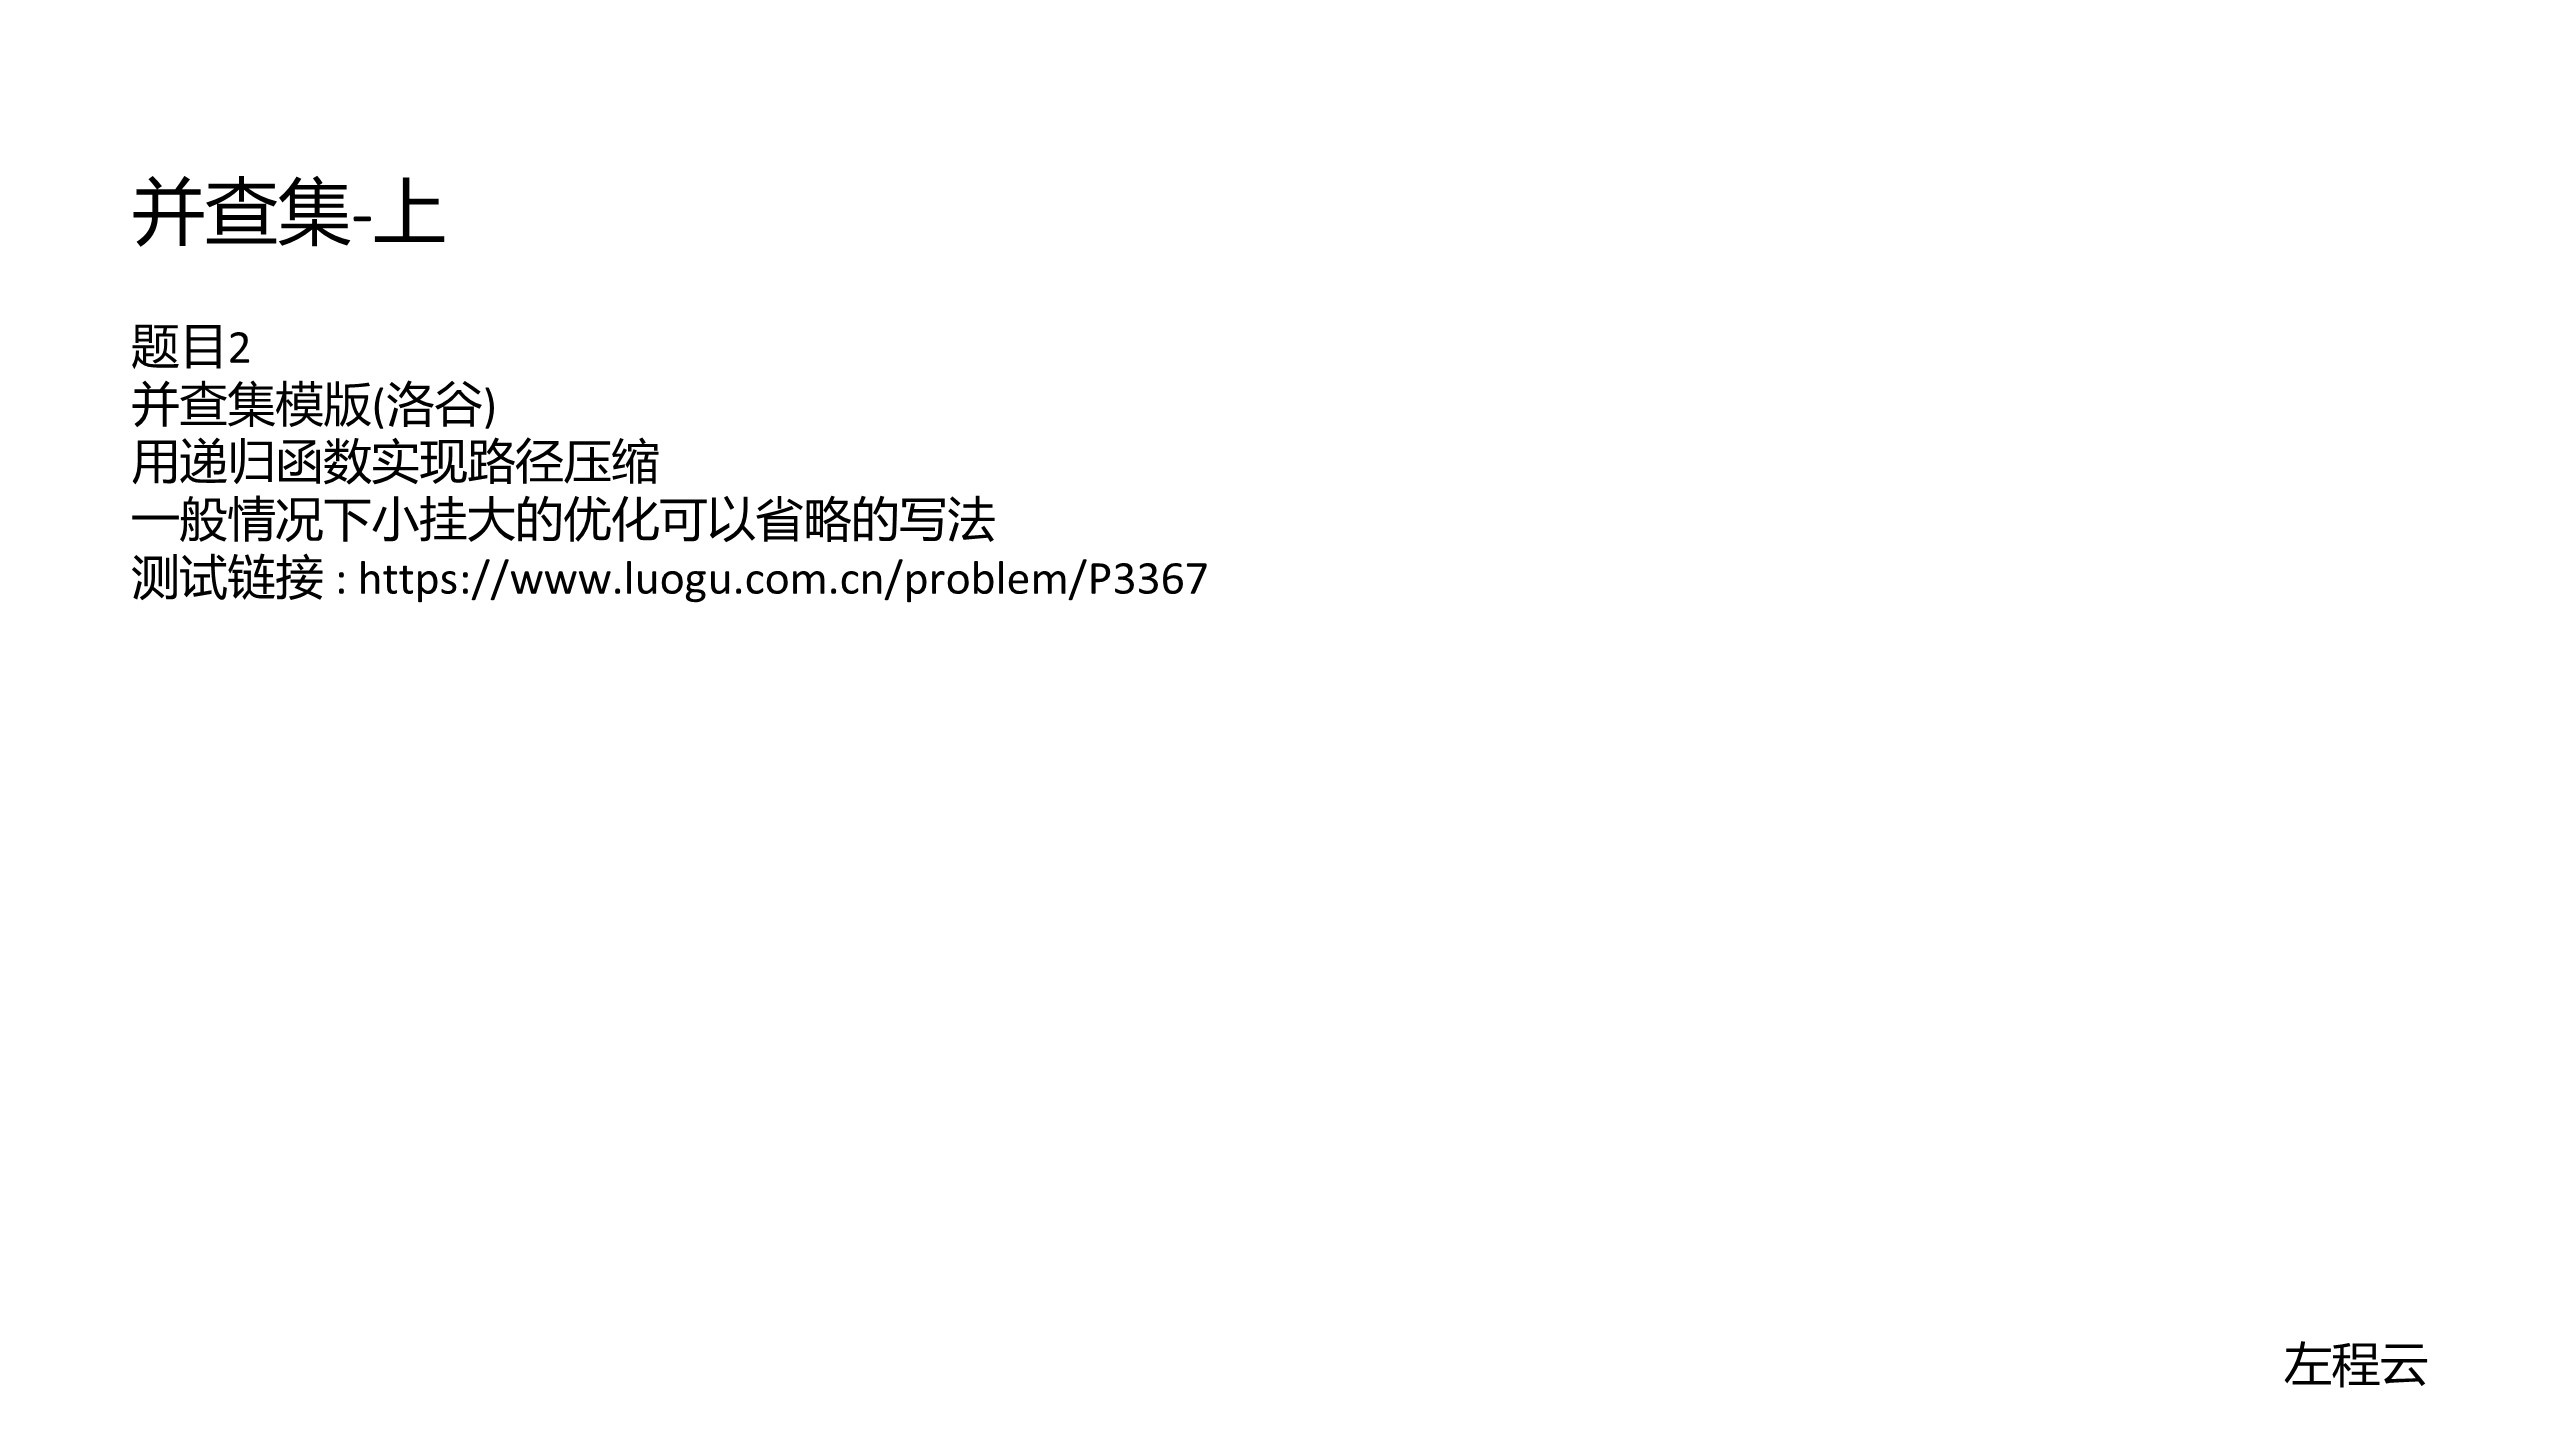 并查集-上
题目2
并查集模版(洛谷)
用递归函数实现路径压缩
一般情况下小挂大的优化可以省略的写法
测试链接 : https://www.luogu.com.cn/problem/P3367
左程云